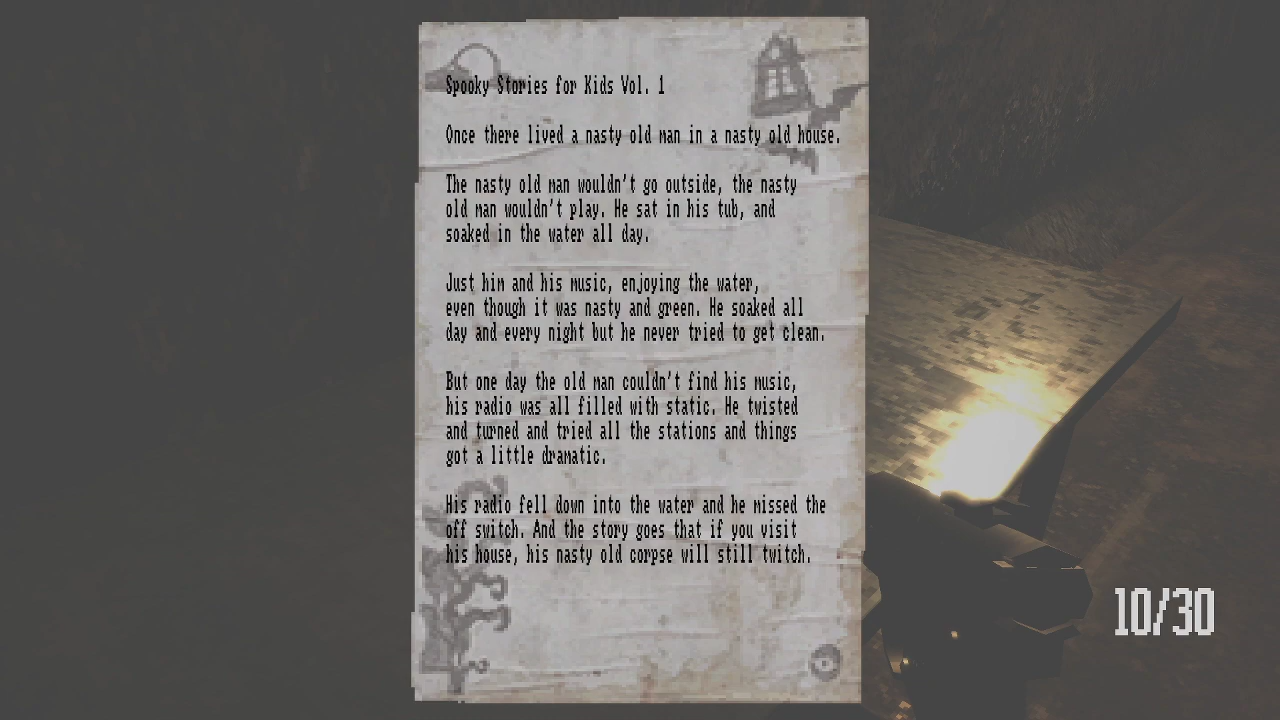 Spooky Stories for Kids Vol. 1
Once there lived a nasty old man in a nasty old house.
The nasty old man wouldn't go outside, the nasty
old man wouldn't play. He sat in his tub, and
soaked in the water all day.
Just him and his music, enjoying the water,
even though it was nasty and green. He soaked all
day and every night but he never tried to get clean.
But one day the old man couldn't find his music,
his radio was all filled with static. He twisted
and turned and tried all the stations and things
got a little dramatic.
His radio fell down into the water and he missed the
off switch. And the story goes that if you visit
his house, his nasty old corpse will still twitch.
10/30